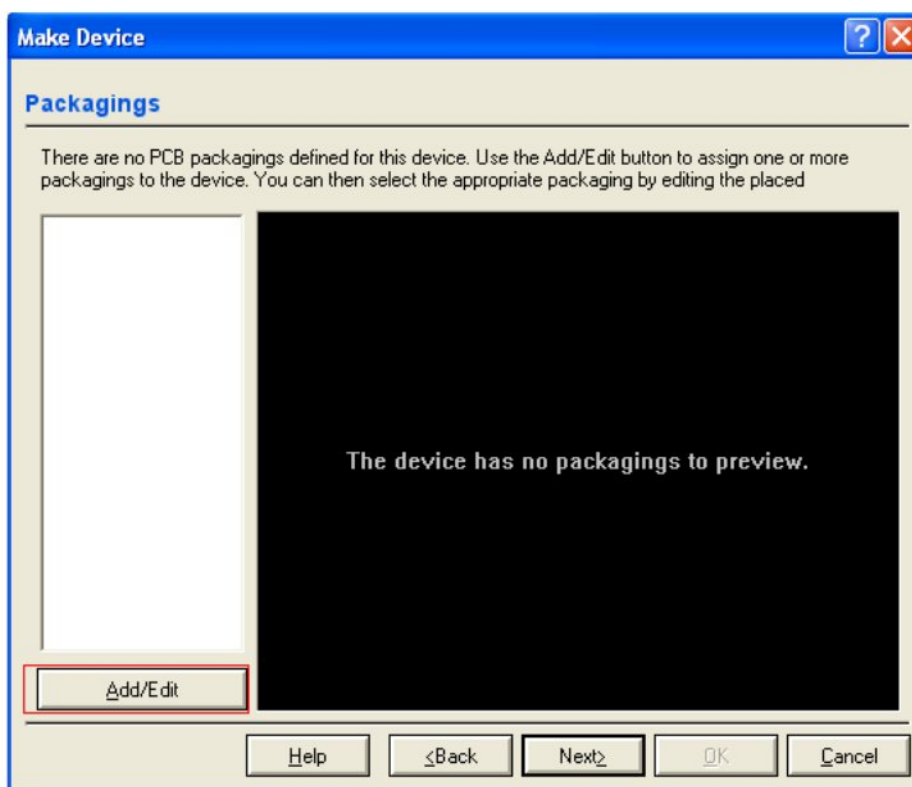 Make Device
Packagings
There are no PCB packagings defined for this device. Use the Add/Edit button to assign one or more
packagings to the device. You can then select the appropriate packaging by editing the placed
The device has no packagings to preview.
Add/Edit
Help
<Back
Next>
OK
Cancel